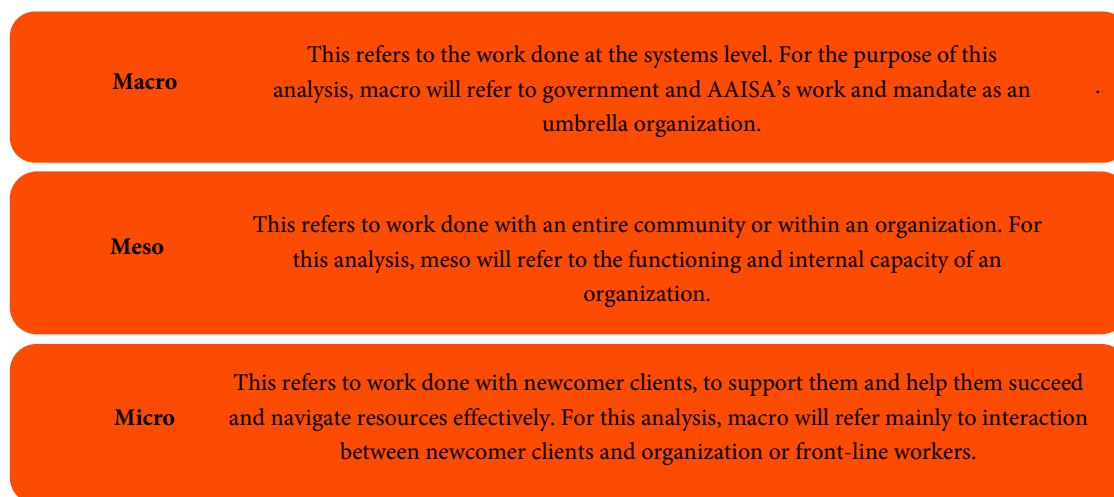 This refers to the work done at the systems level. For the purpose of this
Macro analysis, macro will refer to government and AAISA’s work and mandate as an .
umbrella organization.
This refers to work done with an entire community or within an organization. For
Meso this analysis, meso will refer to the functioning and internal capacity of an
organization.
This refers to work done with newcomer clients, to support them and help them succeed
Micro and navigate resources effectively. For this analysis, macro will refer mainly to interaction
between newcomer clients and organization or front-line workers.